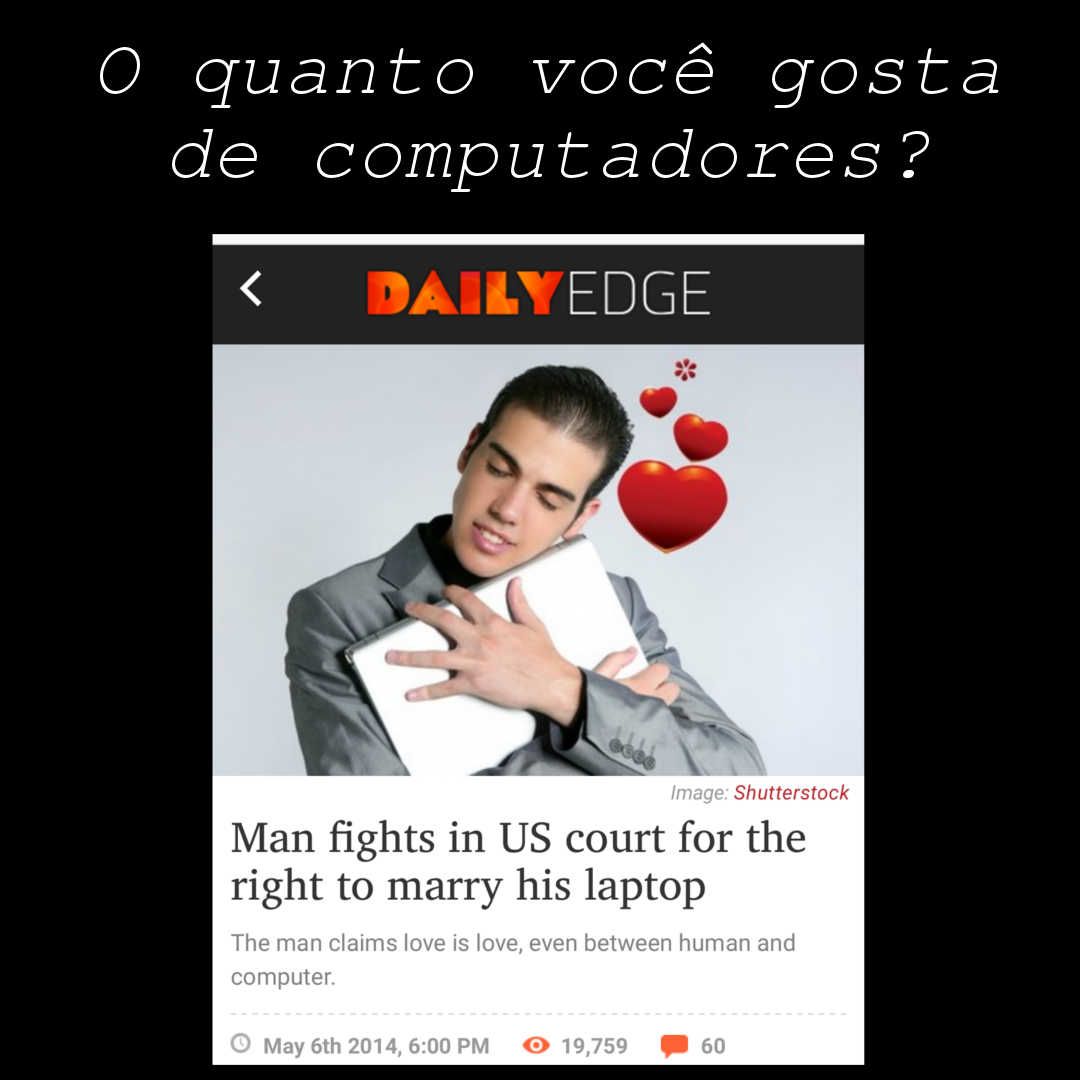 O quanto você gosta
de computadores?
DAILYEDGE
Image: Shutterstock
Man fights in US court for the
right to marry his laptop
The man claims love is love, even between human and
computer.
May 6th 2014, 6:00 PM 19,759 60